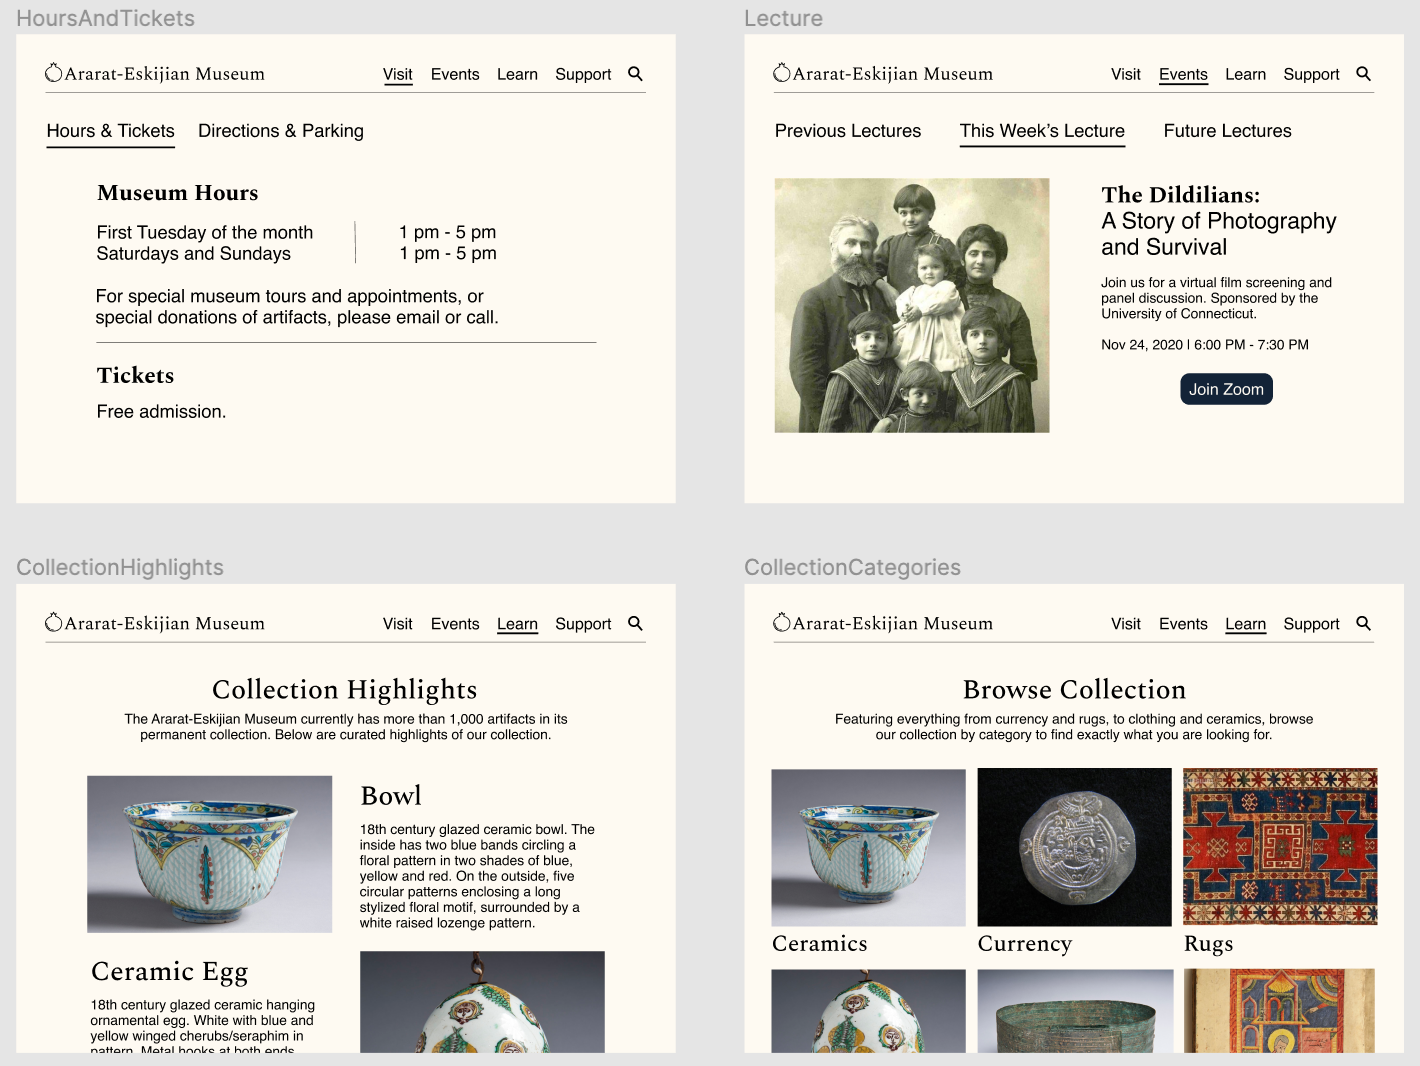 HoursAndTickets
Ararat-Eskijian Museum
Visit Events Learn Support
Hours & Tickets Directions & Parking
Museum Hours
First Tuesday of the month 1 pm - 5 pm
Saturdays and Sundays 1 pm - 5 pm
For special museum tours and appointments, or
special donations of artifacts, please email or call.
Tickets
Free admission.
Lecture
Ararat-Eskijian Museum
Visit Events Learn Support
Previous Lectures This Week's Lecture Future Lectures
The Dildilians:
A Story of Photography
and Survival
Join us for a virtual film screening and
panel discussion. Sponsored by the
University of Connecticut.
Nov 24, 2020 | 6:00 PM - 7:30 PM
Join Zoom
CollectionHighlights
Ararat-Eskijian Museum
Visit Events Learn Support
Collection Highlights
The Ararat-Eskijian Museum currently has more than 1,000 artifacts in its
permanent collection. Below are curated highlights of our collection.
Bowl
18th century glazed ceramic bowl. The
inside has two blue bands circling a
floral pattern in two shades of blue,
yellow and red. On the outside, five
circular patterns enclosing a long
stylized floral motif, surrounded by a
white raised lozenge pattern.
Ceramic Egg
18th century glazed ceramic hanging
ornamental egg. White with blue and
yellow winged cherubs/seraphim in
pattern. Metal hooks at both ends
CollectionCategories
Ararat-Eskijian Museum
Visit Events Learn Support
Browse Collection
Featuring everything from currency and rugs, to clothing and ceramics, browse
our collection by category to find exactly what you are looking for.
Ceramics Currency Rugs